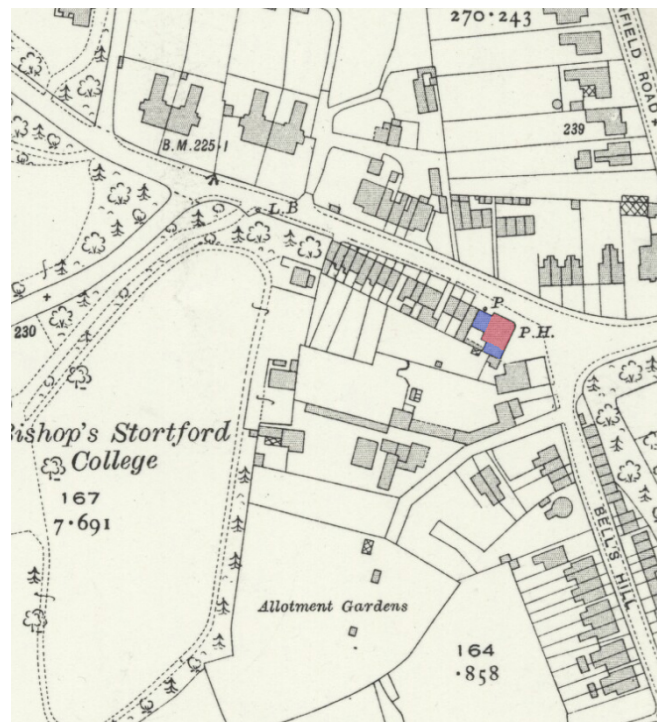 270·243
NFIELD ROAD
239
B.M.225·1
L.B
P.
P.H.
230
Bishop's Stortford
College
167
7·691
BELL'S HILL
Allotment Gardens
164
·858